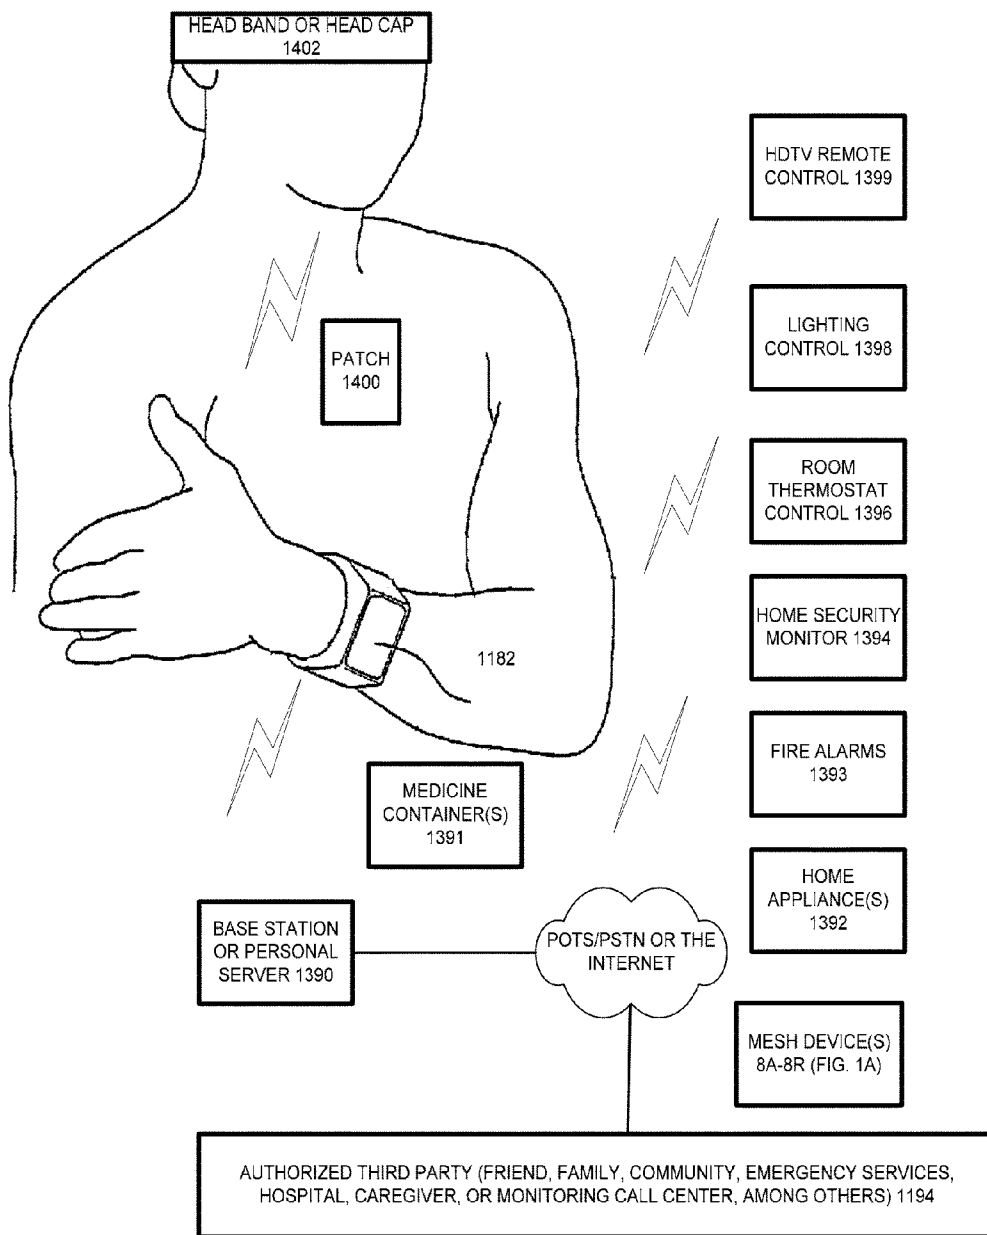 HEAD BAND OR HEAD CAP
1402
HDTV REMOTE
CONTROL 1399
PATCH
1400
LIGHTING
CONTROL 1398
ROOM
THERMOSTAT
CONTROL 1396
HOME SECURITY
MONITOR 1394
1182
FIRE ALARMS
1393
MEDICINE
CONTAINER(S)
1391
HOME
APPLIANCE(S)
1392
BASE STATION
OR PERSONAL
SERVER 1390
POTS/PSTN OR THE
INTERNET
MESH DEVICE(S)
8A-8R (FIG. 1A)
AUTHORIZED THIRD PARTY (FRIEND, FAMILY, COMMUNITY, EMERGENCY SERVICES,
HOSPITAL, CAREGIVER, OR MONITORING CALL CENTER, AMONG OTHERS) 1194